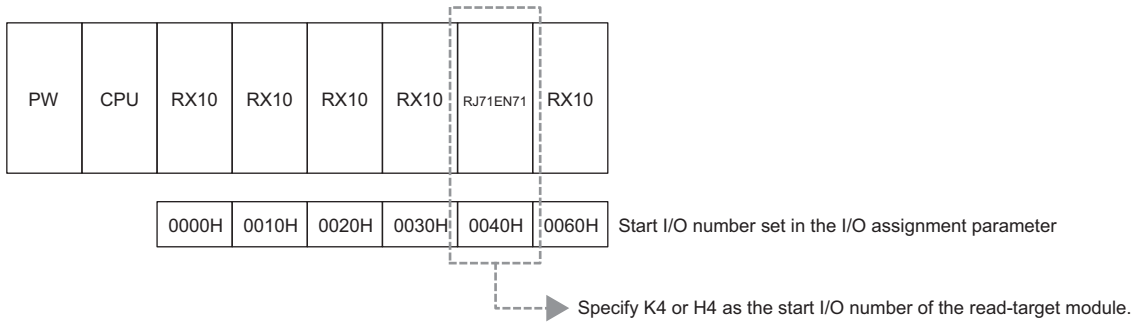 PW CPU RX10 RX10 RX10 RX10 RJ71EN71 RX10
0000H 0010H 0020H 0030H 0040H 0060H Start I/O number set in the I/O assignment parameter
Specify K4 or H4 as the start I/O number of the read-target module.